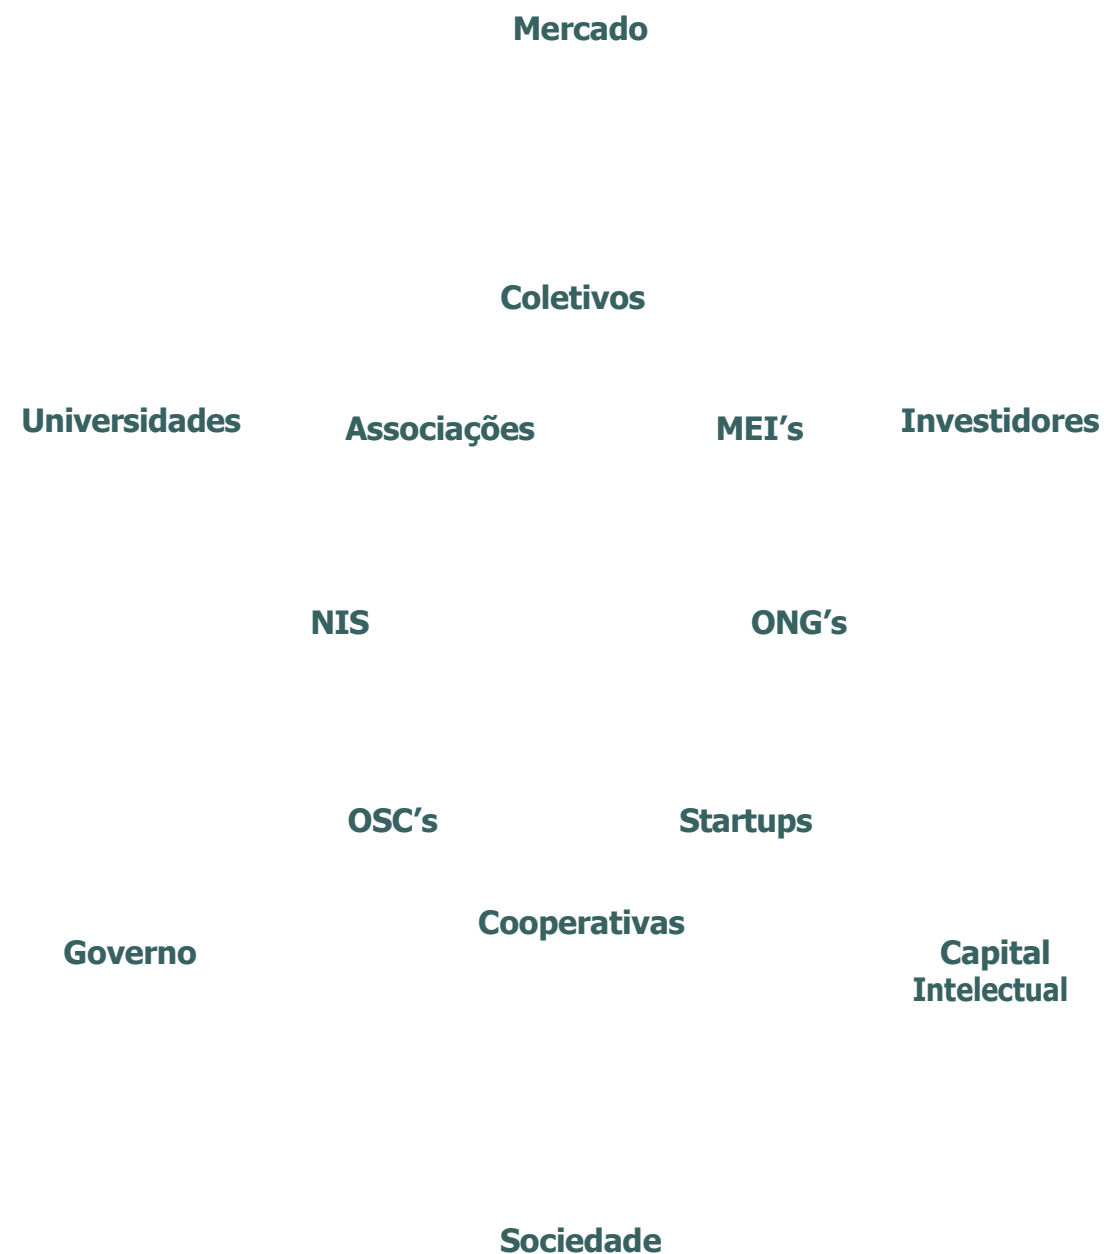 Mercado
Coletivos
Universidades
Associações
MEI’s
Investidores
NIS
ONG’s
OSC’s
Startups
Cooperativas
Governo
Capital
Intelectual
Sociedade